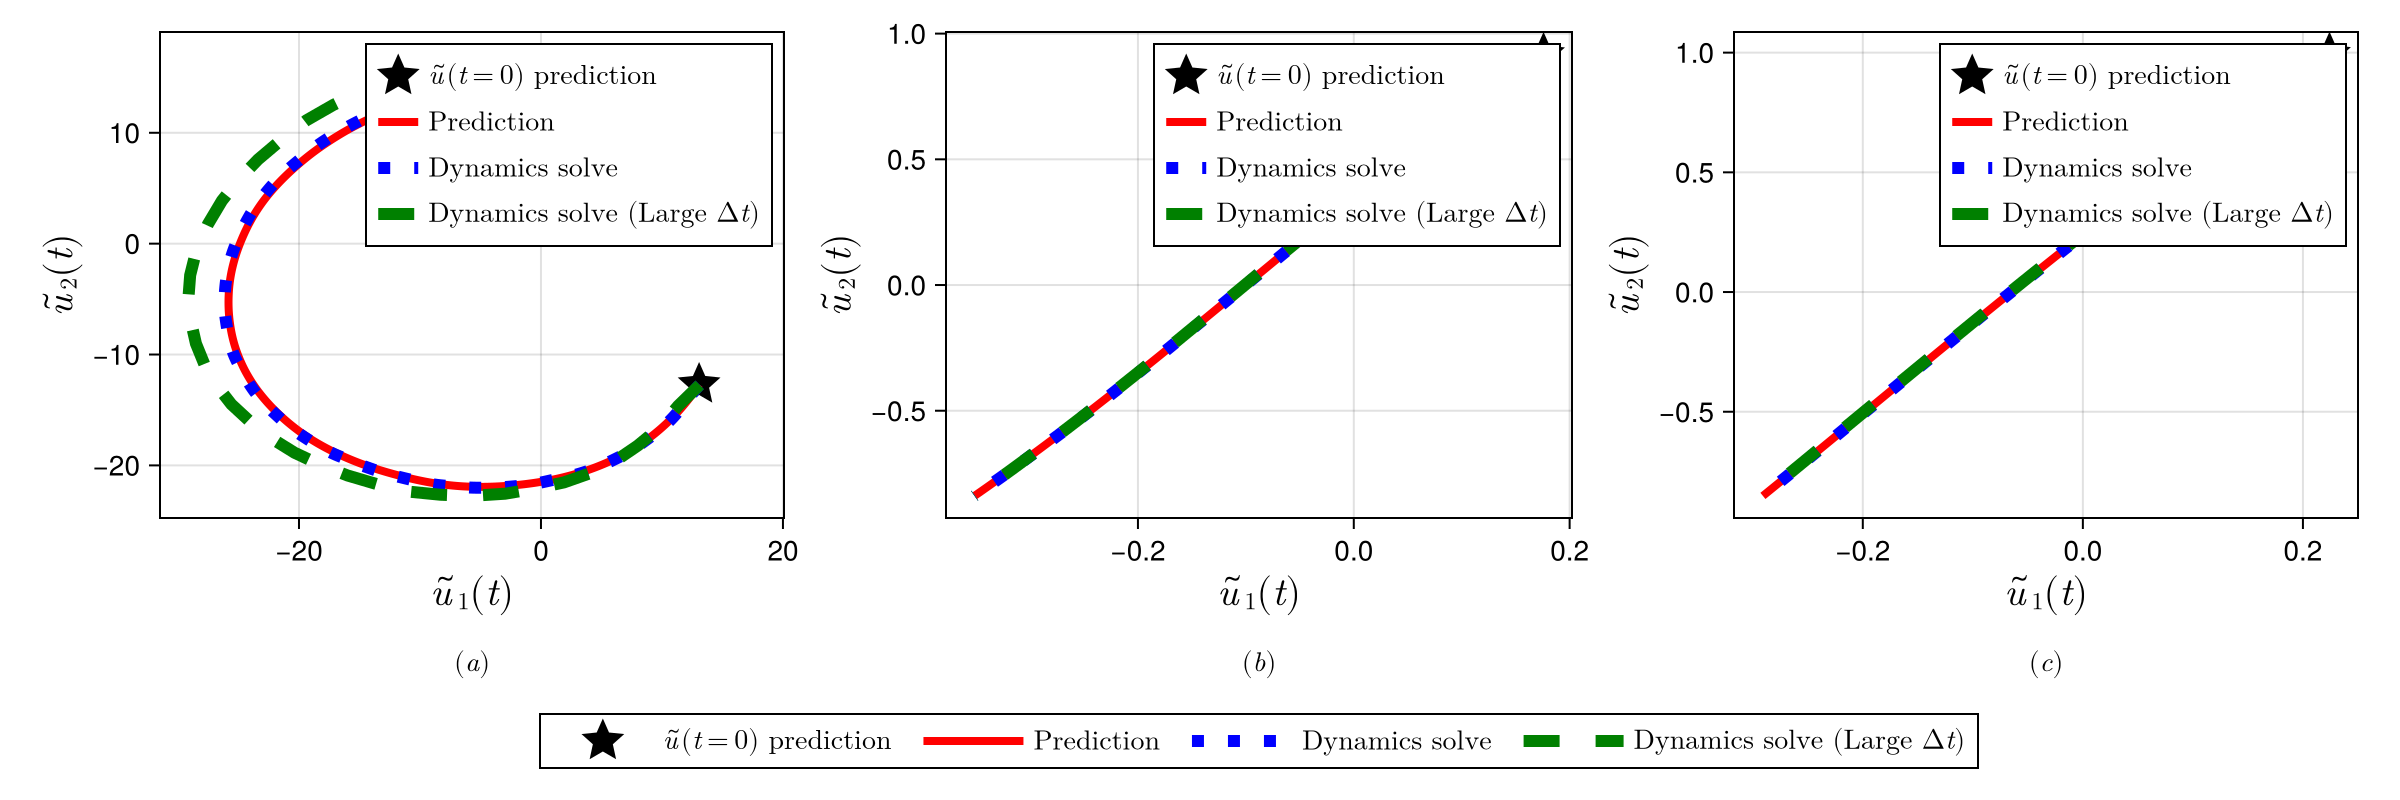 ũ(t=0) prediction
Prediction
Dynamics solve
Dynamics solve (Large Δt)
10
0
−10
−20
−20
0
20
ũ2(t)
ũ1(t)
(a)
ũ(t=0) prediction
Prediction
Dynamics solve
Dynamics solve (Large Δt)
1.0
0.5
0.0
−0.5
−0.2
0.0
0.2
ũ2(t)
ũ1(t)
(b)
ũ(t=0) prediction
Prediction
Dynamics solve
Dynamics solve (Large Δt)
1.0
0.5
0.0
−0.5
−0.2
0.0
0.2
ũ2(t)
ũ1(t)
(c)
ũ(t=0) prediction Prediction Dynamics solve Dynamics solve (Large Δt)